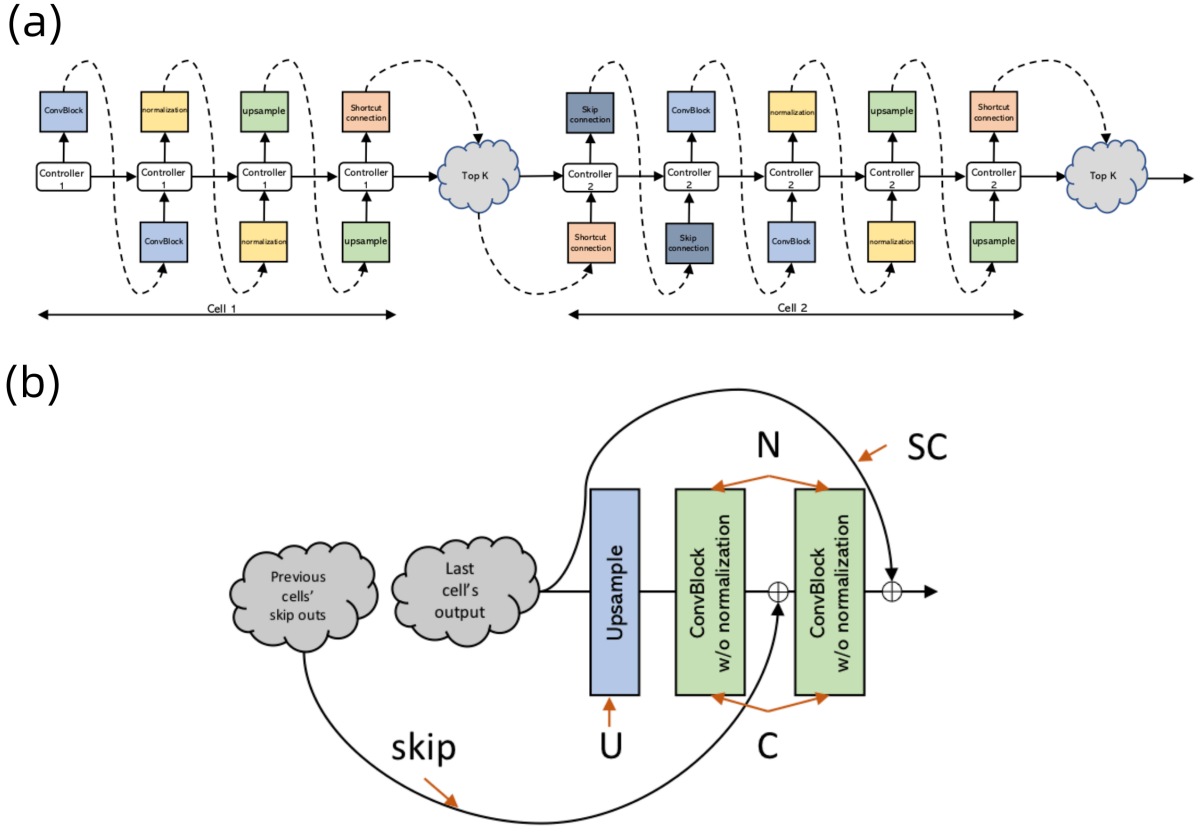 (a)
ConvBlock
normalization
upsample
Shortcut
connection
Skip
connection
ConvBlock
normalization
upsample
Shortcut
connection
Controller
1
Controller
1
Controller
1
Controller
1
Top K
Controller
2
Controller
2
Controller
2
Controller
2
Controller
2
Top K
ConvBlock
normalization
upsample
Shortcut
connection
Skip
connection
ConvBlock
normalization
upsample
Cell 1
Cell 2
(b)
N
SC
Previous
cells’
skip outs
Last
cell’s
output
Upsample
ConvBlock
w/o normalization
ConvBlock
w/o normalization
skip
U
C